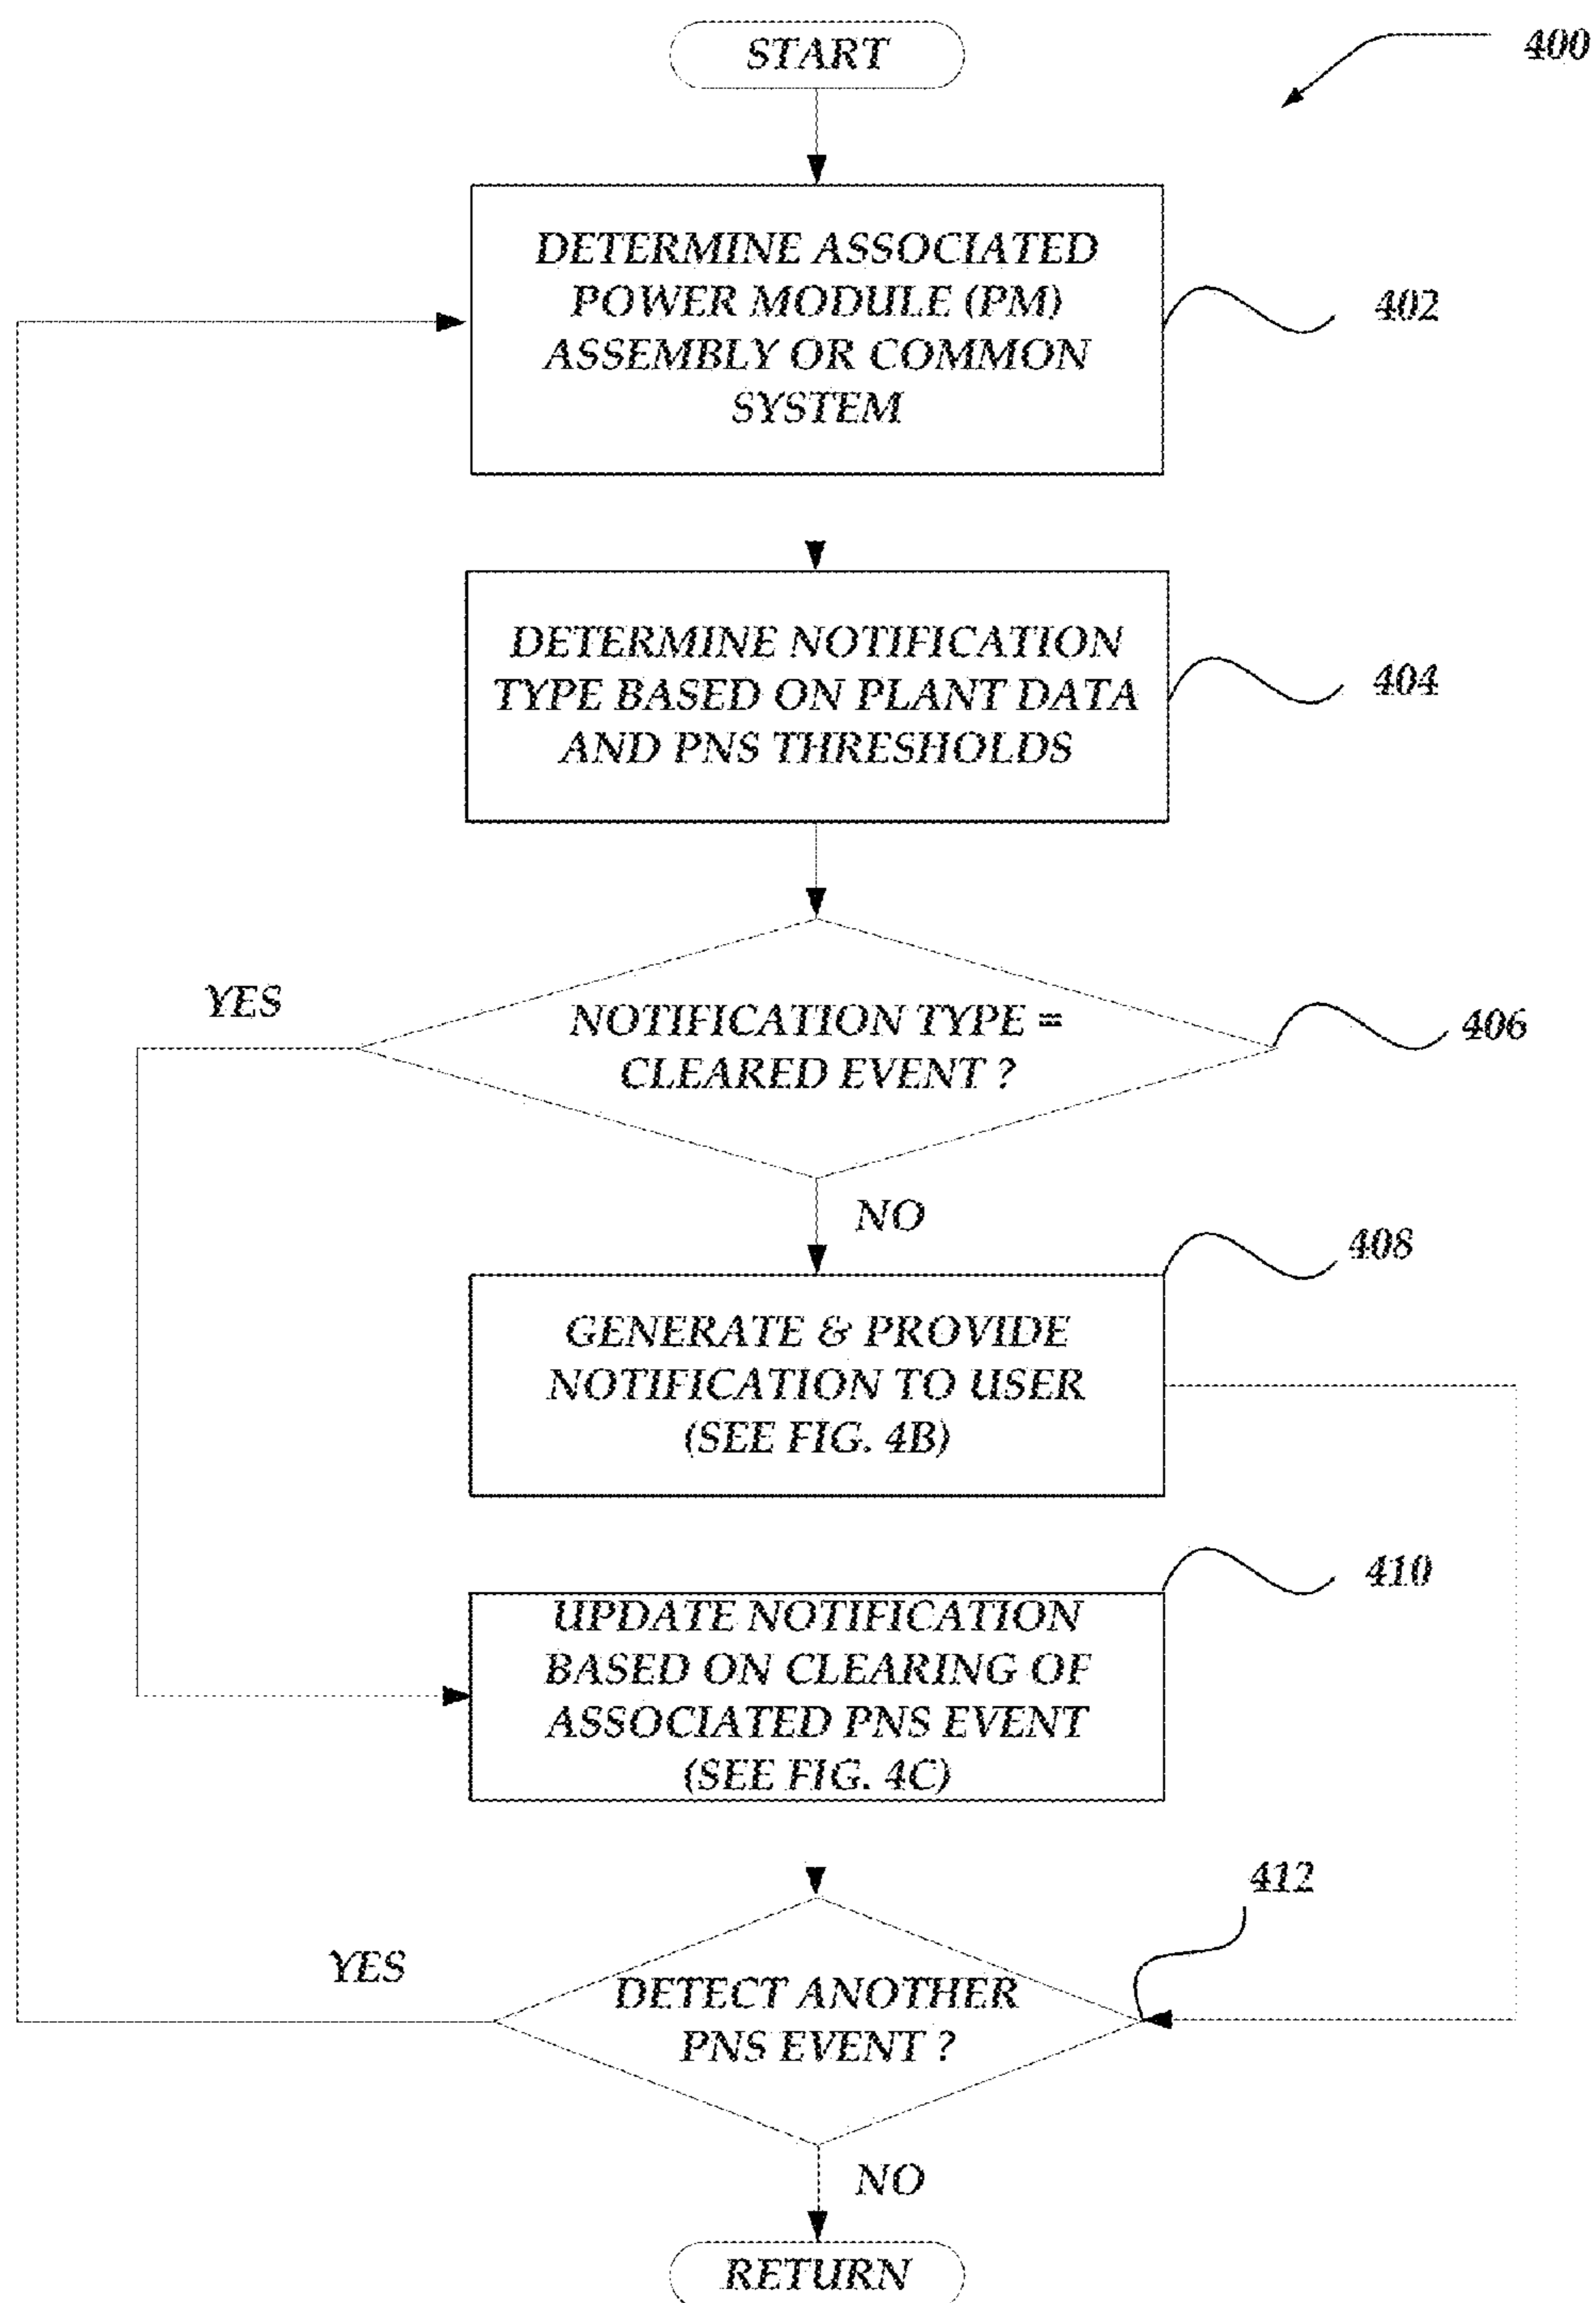 START
400
DETERMINE ASSOCIATED
POWER MODULE (PM)
ASSEMBLY OR COMMON
SYSTEM
402
DETERMINE NOTIFICATION
TYPE BASED ON PLANT DATA
AND PNS THRESHOLDS
404
YES
NOTIFICATION TYPE =
CLEARED EVENT ?
406
NO
408
GENERATE & PROVIDE
NOTIFICATION TO USER
(SEE FIG. 4B)
410
UPDATE NOTIFICATION
BASED ON CLEARING OF
ASSOCIATED PNS EVENT
(SEE FIG. 4C)
412
YES
DETECT ANOTHER
PNS EVENT ?
NO
RETURN